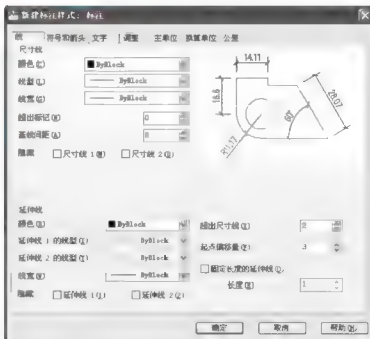 新建标注样式: 标注
线 符号和箭头 文字 调整 主单位 换算单位 公差
尺寸线
颜色(C) ByBlock
线型(L) ByBlock
线宽(G) ByBlock
超出标记(N) 0
基线间距(A) 8
隐藏 尺寸线 1(M) 尺寸线 2(D)
14.11
16.6
28.07
60°
R11.17
延伸线
颜色(R) ByBlock
延伸线 1 的线型(I) ByBlock
延伸线 2 的线型(T) ByBlock
线宽(W) ByBlock
隐藏 延伸线 1(1) 延伸线 2(2)
超出尺寸线(X)
起点偏移量(F) 3
固定长度的延伸线(O)
长度(E) 1
确定 取消 帮助(H)